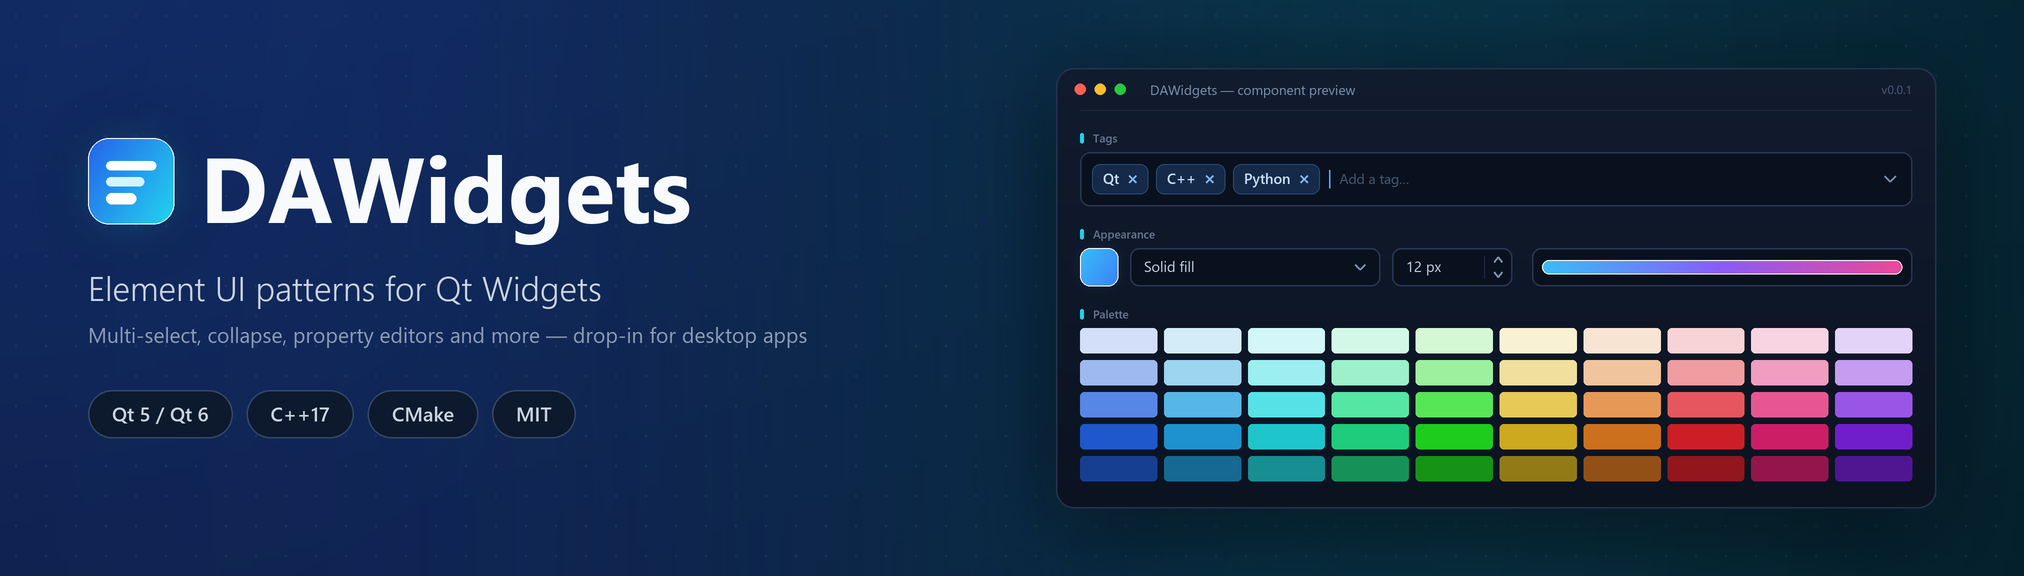 DAWidgets
Element UI patterns for Qt Widgets
Multi-select, collapse, property editors and more — drop-in for desktop apps
Qt 5 / Qt 6
C++17
CMake
MIT
DAWidgets — component preview
v0.0.1
Tags
Qt ×
C++ ×
Python ×
Add a tag...
Appearance
Solid fill
12 px
Palette